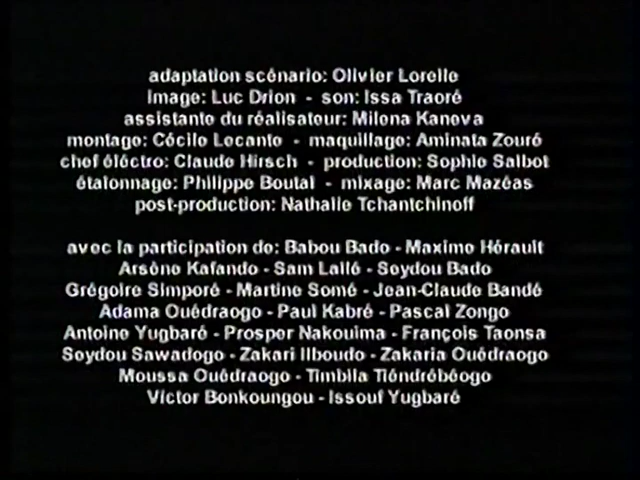 adaptation scénario: Olivier Lorelle
image: Luc Drion - son: Issa Traoré
assistante du réalisateur: Milena Kaneva
montage: Cécile Lecante - maquillage: Aminata Zouré
chef éléctro: Claude Hirsch - production: Sophie Salbot
étalonnage: Philippe Boutal - mixage: Marc Mazéas
post-production: Nathalie Tchantchinoff
avec la participation de: Babou Bado - Maxime Hérault
Arsène Kafando - Sam Lallé - Seydou Bado
Grégoire Simporé - Martine Somé - Jean-Claude Bandé
Adama Ouédraogo - Paul Kabré - Pascal Zongo
Antoine Yugbaré - Prosper Nakouima - François Taonsa
Seydou Sawadogo - Zakari Ilboudo - Zakaria Ouédraogo
Moussa Ouédraogo - Timbila Tiéndrébéogo
Victor Bonkoungou - Issouf Yugbaré